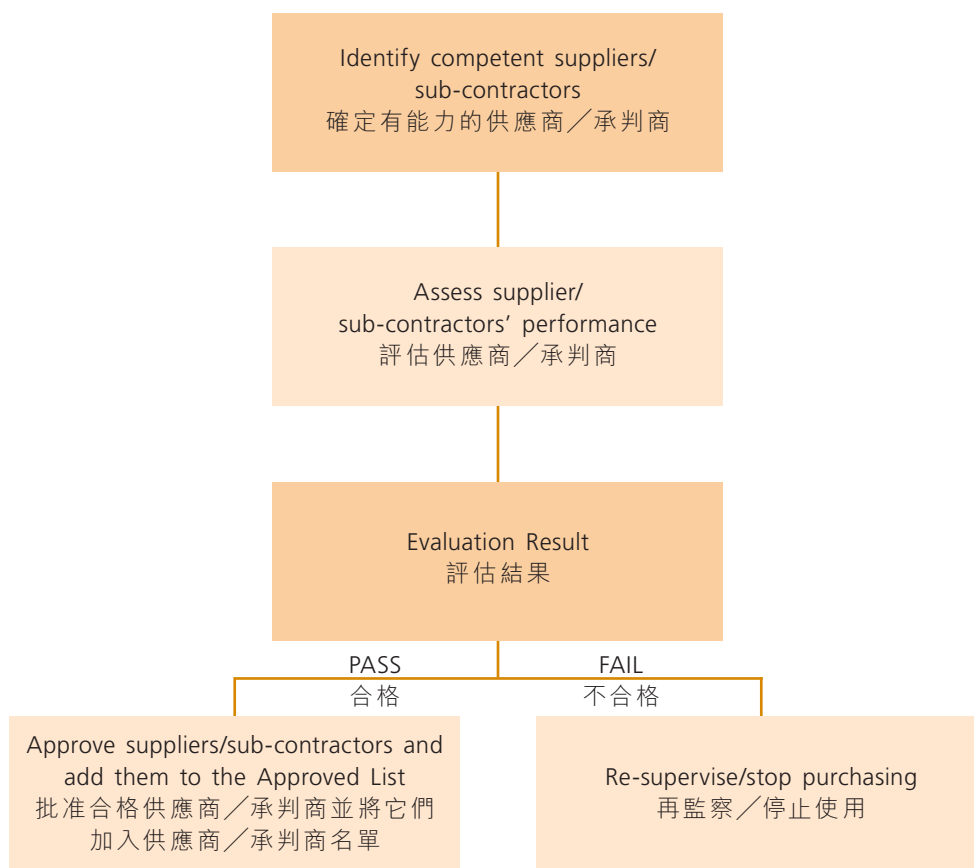 Identify competent suppliers/
sub-contractors
確定有能力的供應商／承判商
Assess supplier/
sub-contractors’ performance
評估供應商／承判商
Evaluation Result
評估結果
PASS
合格
FAIL
不合格
Approve suppliers/sub-contractors and
add them to the Approved List
批准合格供應商／承判商並將它們
加入供應商／承判商名單
Re-supervise/stop purchasing
再監察／停止使用